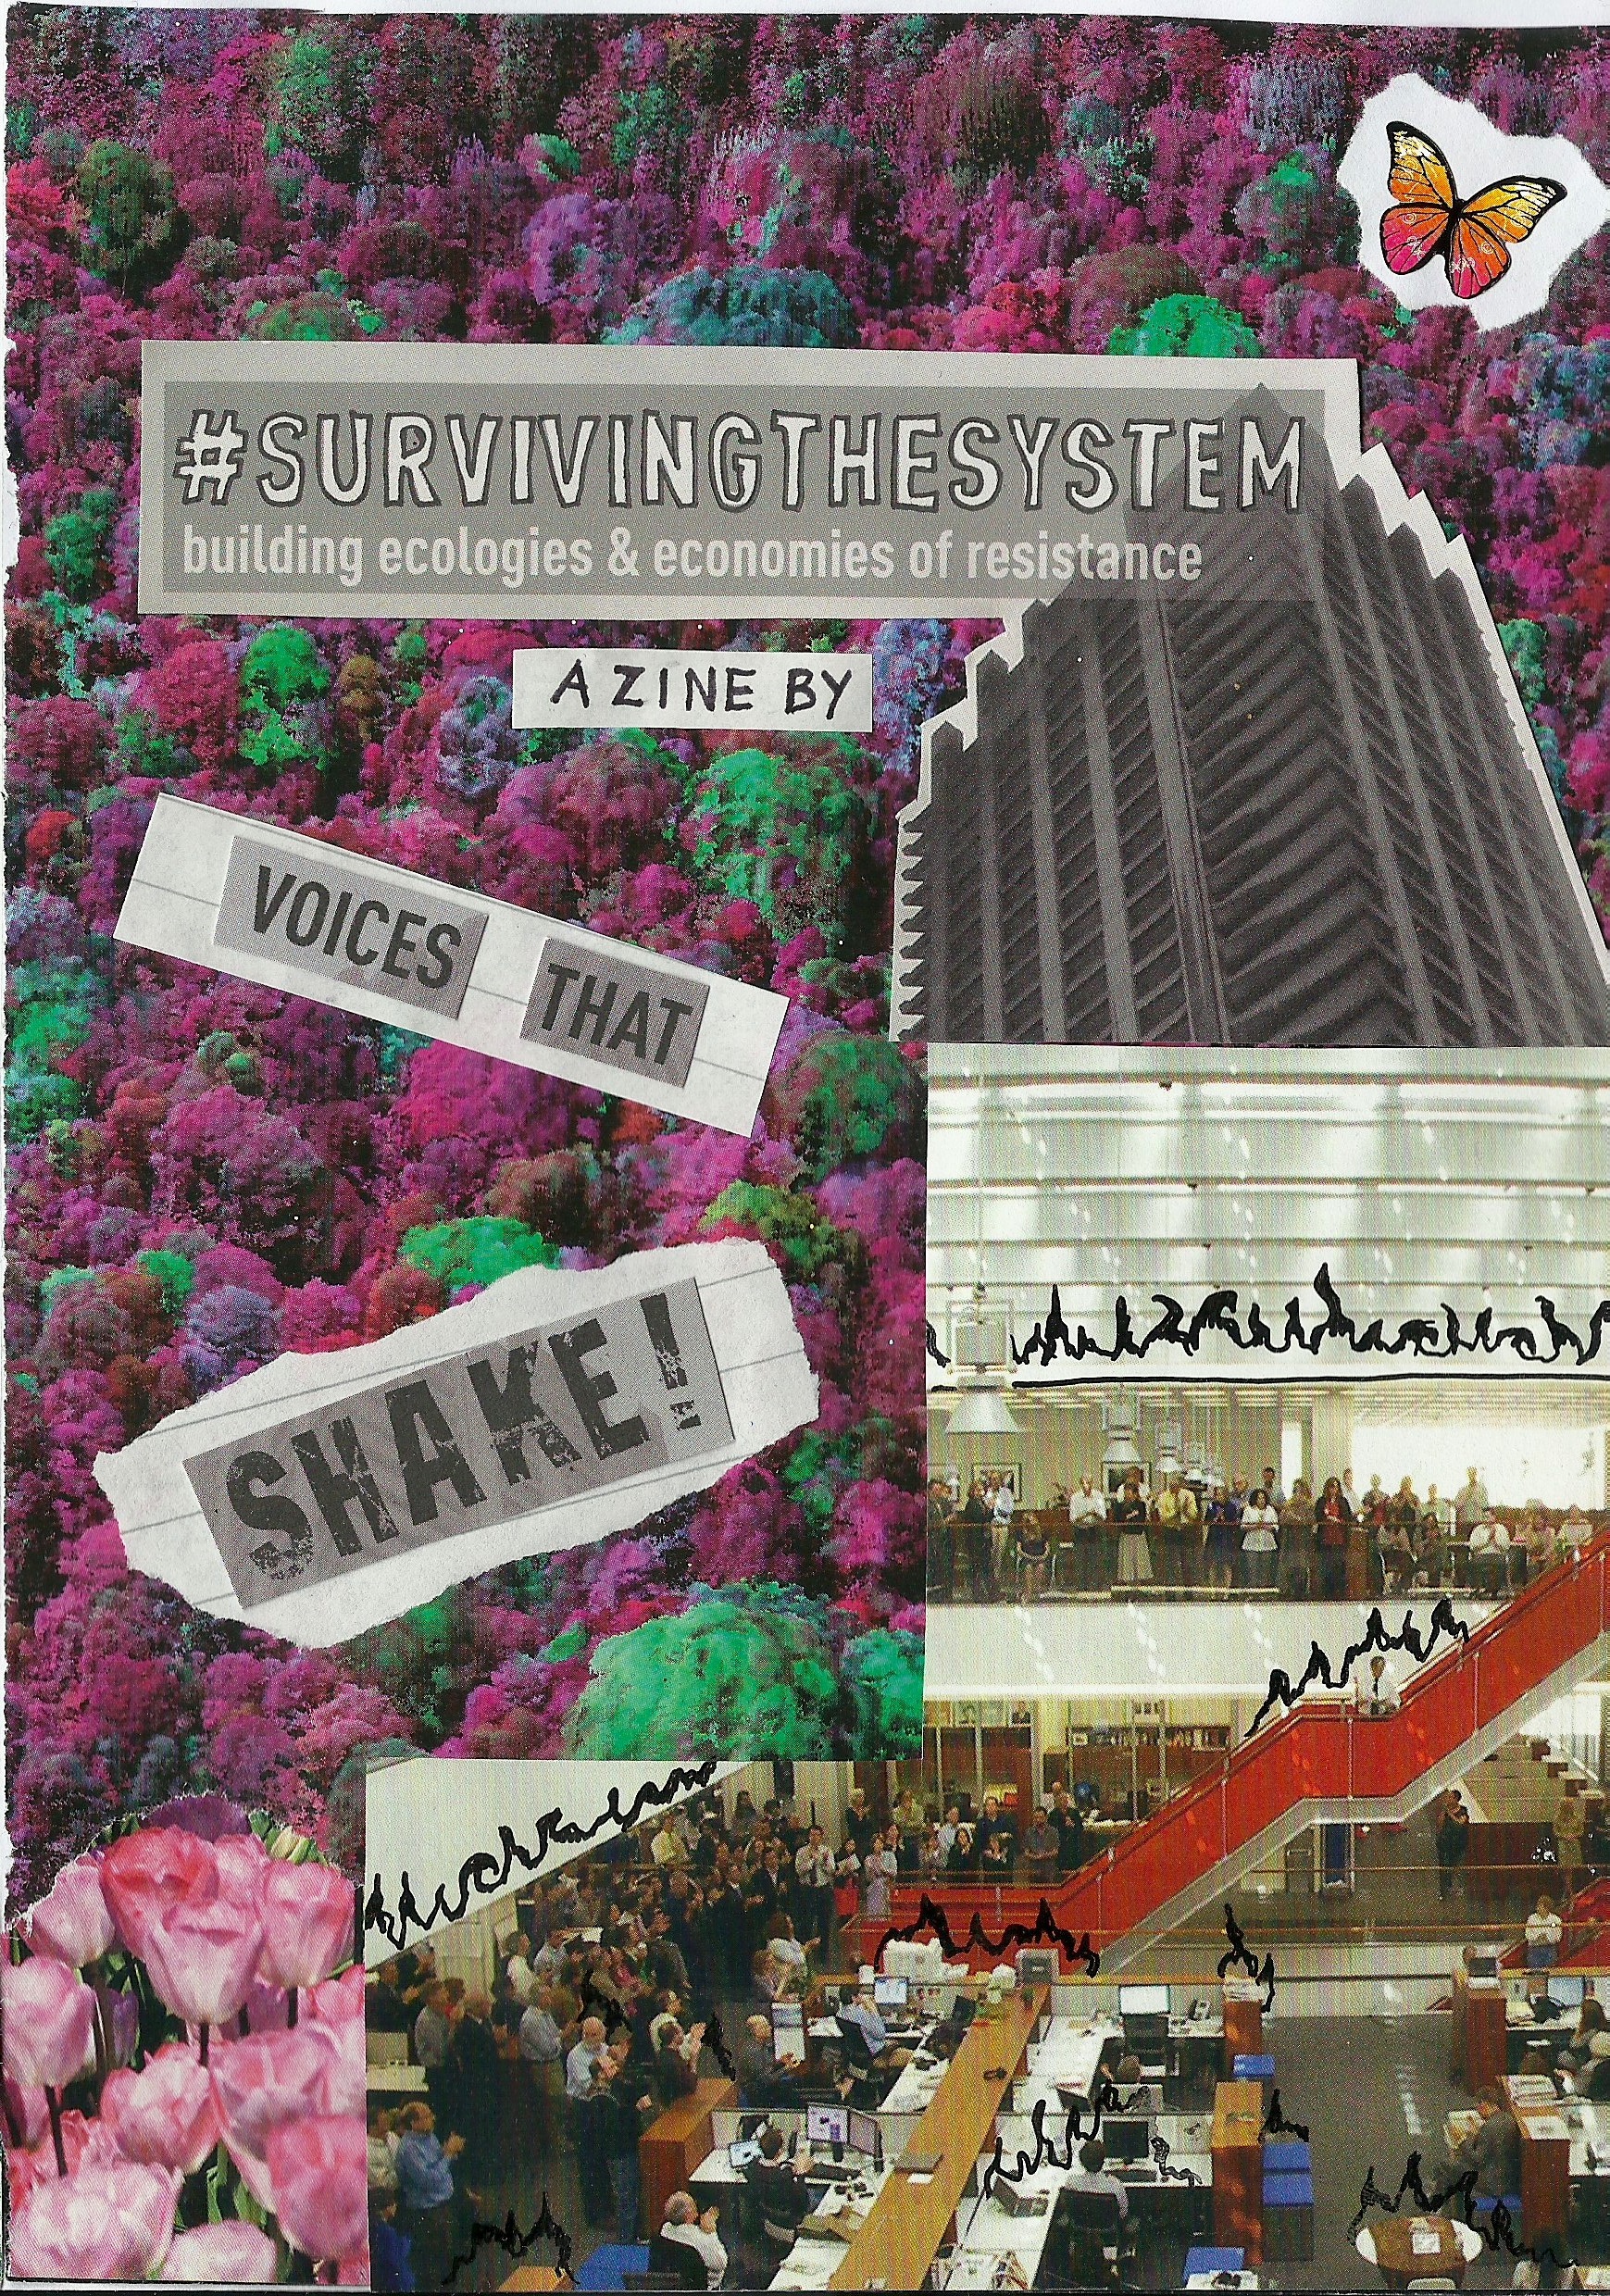 #SURVIVINGTHESYSTEM
building ecologies & economies of resistance
A ZINE BY
VOICES THAT
SHAKE!